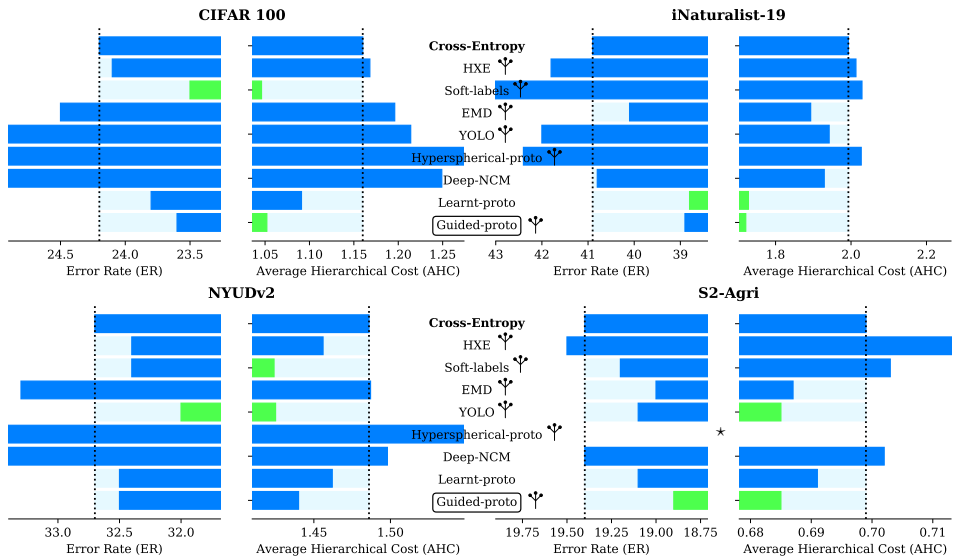 CIFAR 100
iNaturalist-19
Cross-Entropy
HXE
Soft-labels
EMD
YOLO
Hyperspherical-proto
Deep-NCM
Learnt-proto
Guided-proto
24.5 24.0 23.5
1.05 1.10 1.15 1.20 1.25
43 42 41 40 39
1.8 2.0 2.2
Error Rate (ER)
Average Hierarchical Cost (AHC)
Error Rate (ER)
Average Hierarchical Cost (AHC)
NYUDv2
S2-Agri
Cross-Entropy
HXE
Soft-labels
EMD
YOLO
Hyperspherical-proto
Deep-NCM
Learnt-proto
Guided-proto
33.0 32.5 32.0
1.45 1.50
19.75 19.50 19.25 19.00 18.75
0.68 0.69 0.70 0.71
Error Rate (ER)
Average Hierarchical Cost (AHC)
Error Rate (ER)
Average Hierarchical Cost (AHC)